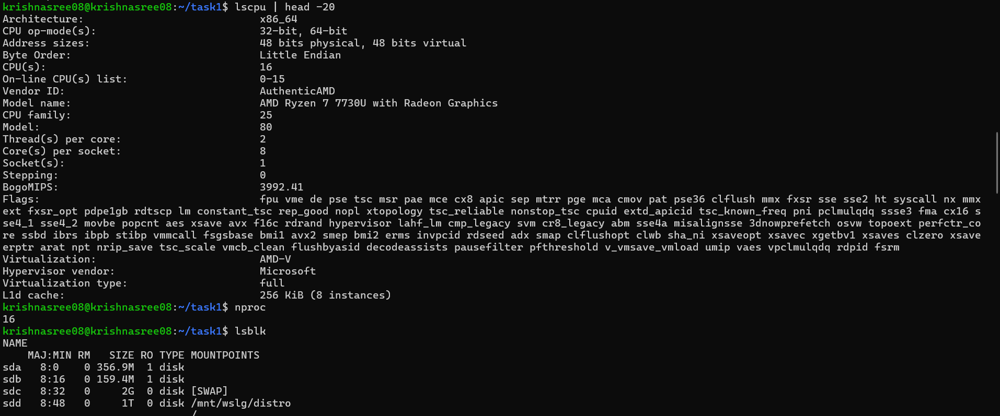 krishnasree08@krishnasree08:~/task1$ lscpu | head -20
Architecture:                            x86_64
CPU op-mode(s):                          32-bit, 64-bit
Address sizes:                           48 bits physical, 48 bits virtual
Byte Order:                              Little Endian
CPU(s):                                  16
On-line CPU(s) list:                     0-15
Vendor ID:                               AuthenticAMD
Model name:                              AMD Ryzen 7 7730U with Radeon Graphics
CPU family:                              25
Model:                                   80
Thread(s) per core:                      2
Core(s) per socket:                      8
Socket(s):                               1
Stepping:                                0
BogoMIPS:                                3992.41
Flags:                                   fpu vme de pse tsc msr pae mce cx8 apic sep mtrr pge mca cmov pat pse36 clflush mmx fxsr sse sse2 ht syscall nx mmx
ext fxsr_opt pdpe1gb rdtscp lm constant_tsc rep_good nopl xtopology tsc_reliable nonstop_tsc cpuid extd_apicid tsc_known_freq pni pclmulqdq ssse3 fma cx16 s
se4_1 sse4_2 movbe popcnt aes xsave avx f16c rdrand hypervisor lahf_lm cmp_legacy svm cr8_legacy abm sse4a misalignsse 3dnowprefetch osvw topoext perfctr_co
re ssbd ibrs ibpb stibp vmmcall fsgsbase bmi1 avx2 smep bmi2 erms invpcid rdseed adx smap clflushopt clwb sha_ni xsaveopt xsavec xgetbv1 xsaves clzero xsave
erptr arat npt nrip_save tsc_scale vmcb_clean flushbyasid decodeassists pausefilter pfthreshold v_vmsave_vmload umip vaes vpclmulqdq rdpid fsrm
Virtualization:                          AMD-V
Hypervisor vendor:                       Microsoft
Virtualization type:                     full
L1d cache:                               256 KiB (8 instances)
krishnasree08@krishnasree08:~/task1$ nproc
16
krishnasree08@krishnasree08:~/task1$ lsblk
NAME
    MAJ:MIN RM   SIZE RO TYPE MOUNTPOINTS
sda   8:0    0 356.9M  1 disk
sdb   8:16   0 159.4M  1 disk
sdc   8:32   0     2G  0 disk [SWAP]
sdd   8:48   0     1T  0 disk /mnt/wslg/distro
                              /